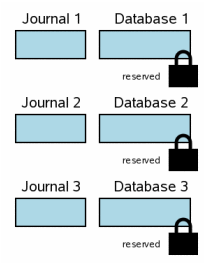 Journal 1 Database 1
reserved
Journal 2 Database 2
reserved
Journal 3 Database 3
reserved